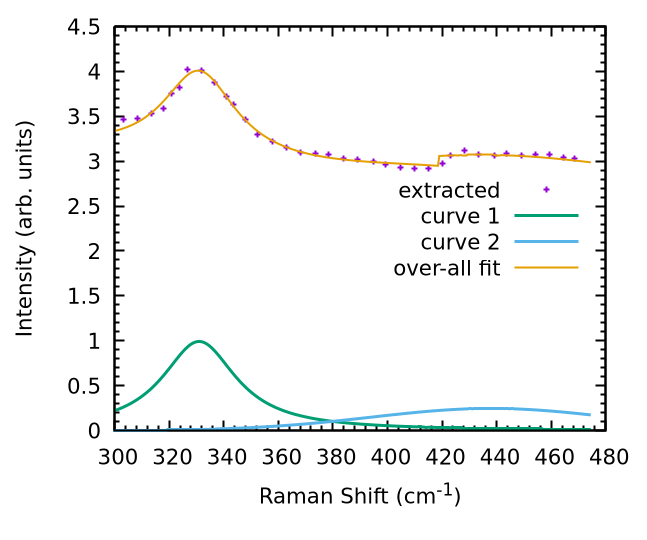 4.5
4
3.5
3
2.5
2
1.5
1
0.5
0
Intensity (arb. units)
extracted
curve 1
curve 2
over-all fit
300 320 340 360 380 400 420 440 460 480
Raman Shift (cm⁻¹)